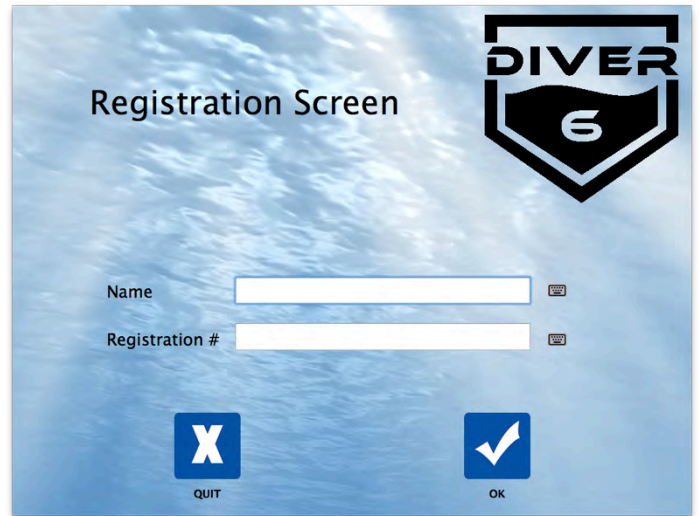 DIVER
6
Registration Screen
Name
Registration #
X
QUIT
OK